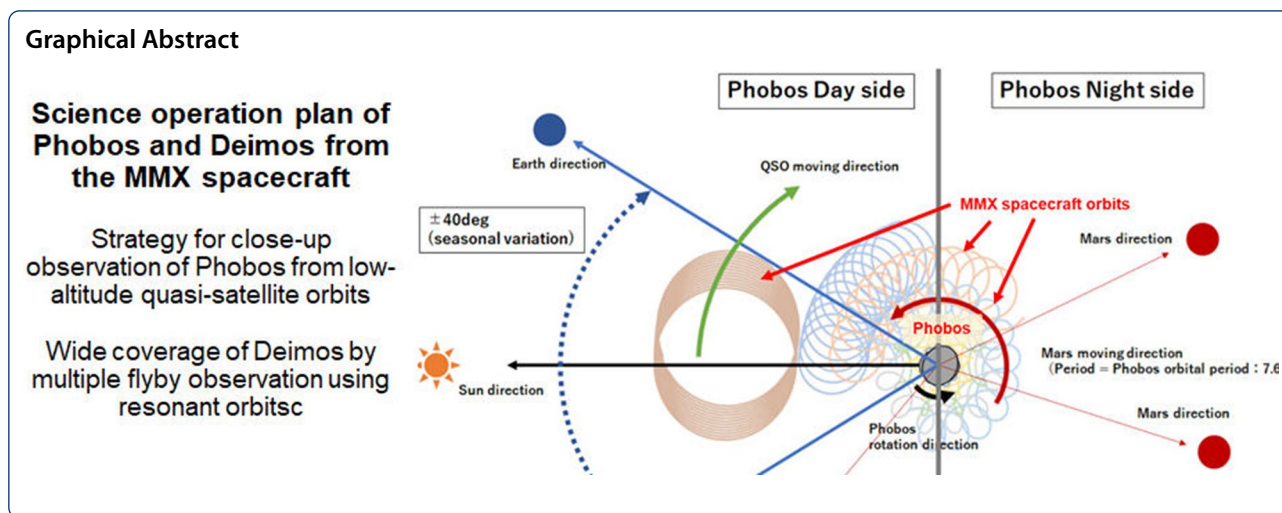 Graphical Abstract
Science operation plan of
Phobos and Deimos from
the MMX spacecraft
Strategy for close-up
observation of Phobos from low-
altitude quasi-satellite orbits
Wide coverage of Deimos by
multiple flyby observation using
resonant orbitsc
Phobos Day side
Phobos Night side
Earth direction
QSO moving direction
±40deg
(seasonal variation)
MMX spacecraft orbits
Mars direction
Phobos
Sun direction
Mars moving direction
(Period = Phobos orbital period：7.6
Mars direction
Phobos
rotation direction